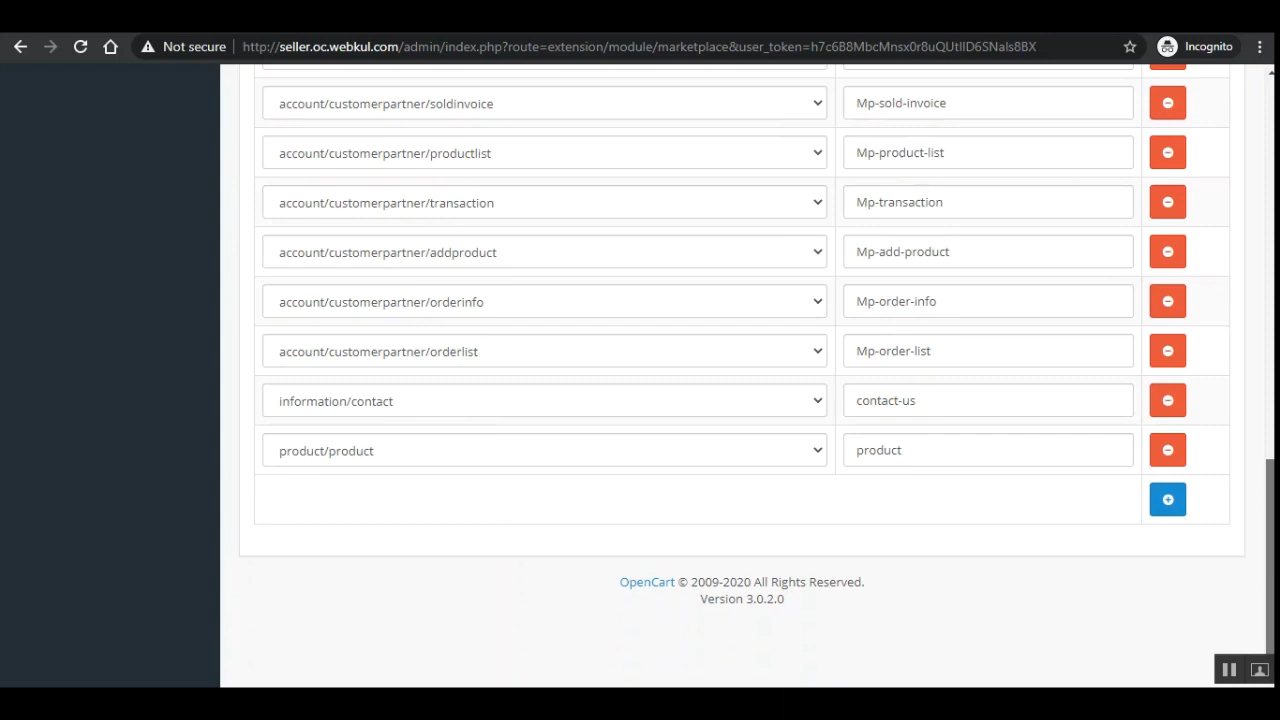 Not secure http://seller.oc.webkul.com/admin/index.php?route=extension/module/marketplace&user_token=h7c6B8MbcMnsx0r8uQUtlID6SNals8BX Incognito
account/customerpartner/soldinvoice Mp-sold-invoice
account/customerpartner/productlist Mp-product-list
account/customerpartner/transaction Mp-transaction
account/customerpartner/addproduct Mp-add-product
account/customerpartner/orderinfo Mp-order-info
account/customerpartner/orderlist Mp-order-list
information/contact contact-us
product/product product
OpenCart © 2009-2020 All Rights Reserved.
Version 3.0.2.0